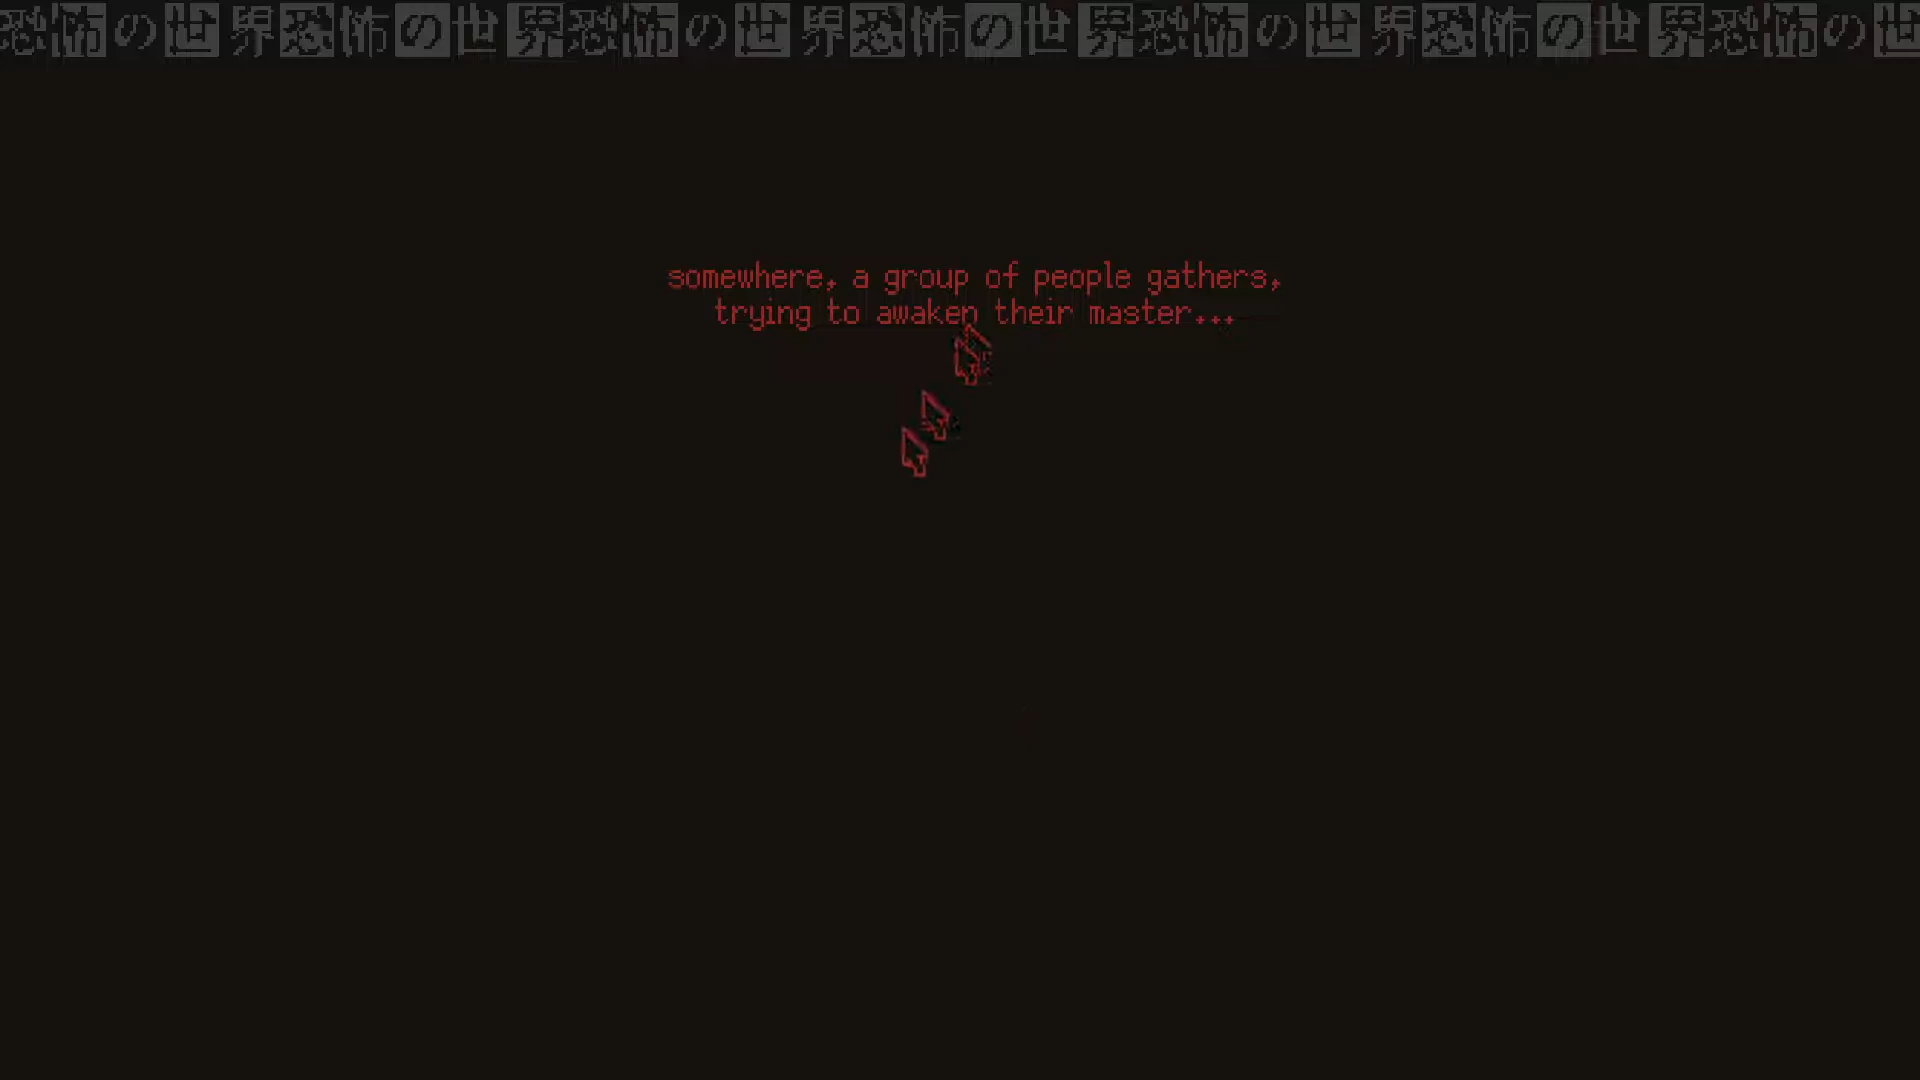 恐怖の世界恐怖の世界恐怖の世界恐怖の世界恐怖の世界恐怖の世界恐怖の世
somewhere, a group of people gathers,
trying to awaken their master...